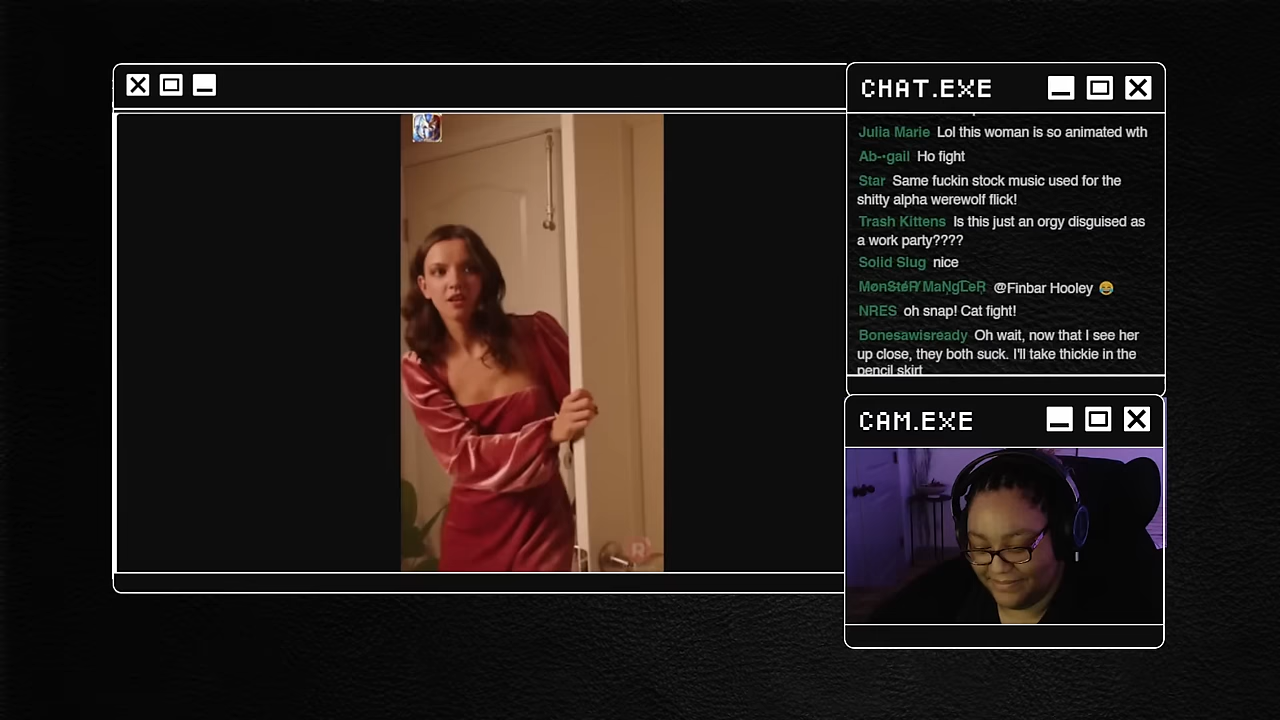 CHAT.EXE
Julia Marie Lol this woman is so animated wth
Ab--gail Ho fight
Star Same fuckin stock music used for the
shitty alpha werewolf flick!
Trash Kittens Is this just an orgy disguised as
a work party????
Solid Slug nice
MonSteR MaNgLeR @Finbar Hooley 😂
NRES oh snap! Cat fight!
Bonesawisready Oh wait, now that I see her
up close, they both suck. I'll take thickie in the
pencil skirt
CAM.EXE
R